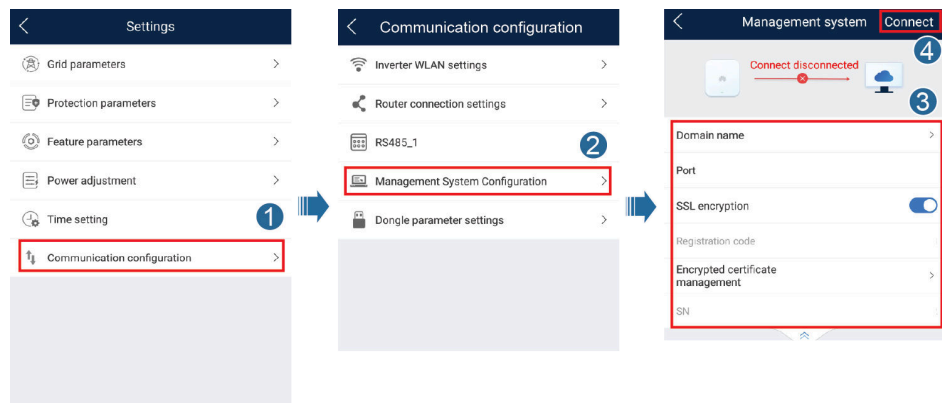 Settings
Grid parameters
Protection parameters
Feature parameters
Power adjustment
Time setting
1
Communication configuration
Communication configuration
Inverter WLAN settings
Router connection settings
RS485_1
2
Management System Configuration
Dongle parameter settings
Management system Connect
4
Connect disconnected
3
Domain name
Port
SSL encryption
Registration code
Encrypted certificate
management
SN